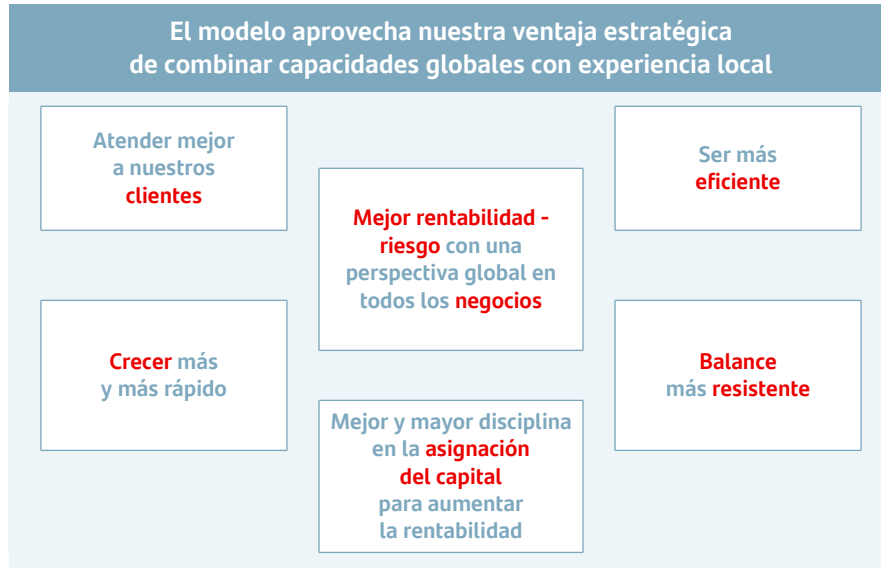 El modelo aprovecha nuestra ventaja estratégica
de combinar capacidades globales con experiencia local
Atender mejor
a nuestros
clientes
Crecer más
y más rápido
Mejor rentabilidad -
riesgo con una
perspectiva global en
todos los negocios
Mejor y mayor disciplina
en la asignación
del capital
para aumentar
la rentabilidad
Ser más
eficiente
Balance
más resistente